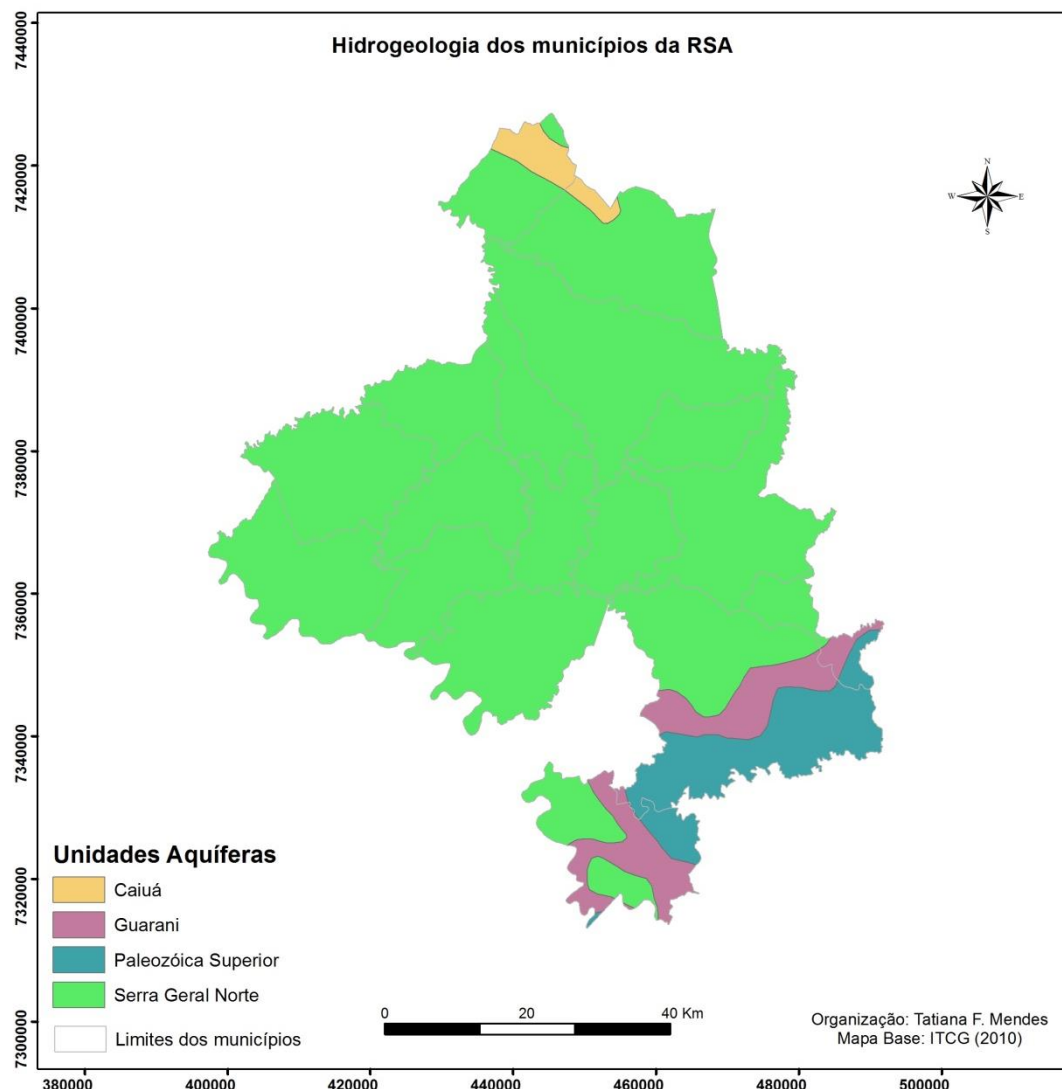 Hidrogeologia dos municípios da RSA
7440000
7420000
7400000
7380000
7360000
7340000
7320000
7300000
N
W
E
S
Unidades Aquíferas
Caiuá
Guarani
Paleozóica Superior
Serra Geral Norte
Limites dos municípios
0 20 40 Km
Organização: Tatiana F. Mendes
Mapa Base: ITCG (2010)
380000 400000 420000 440000 460000 480000 500000